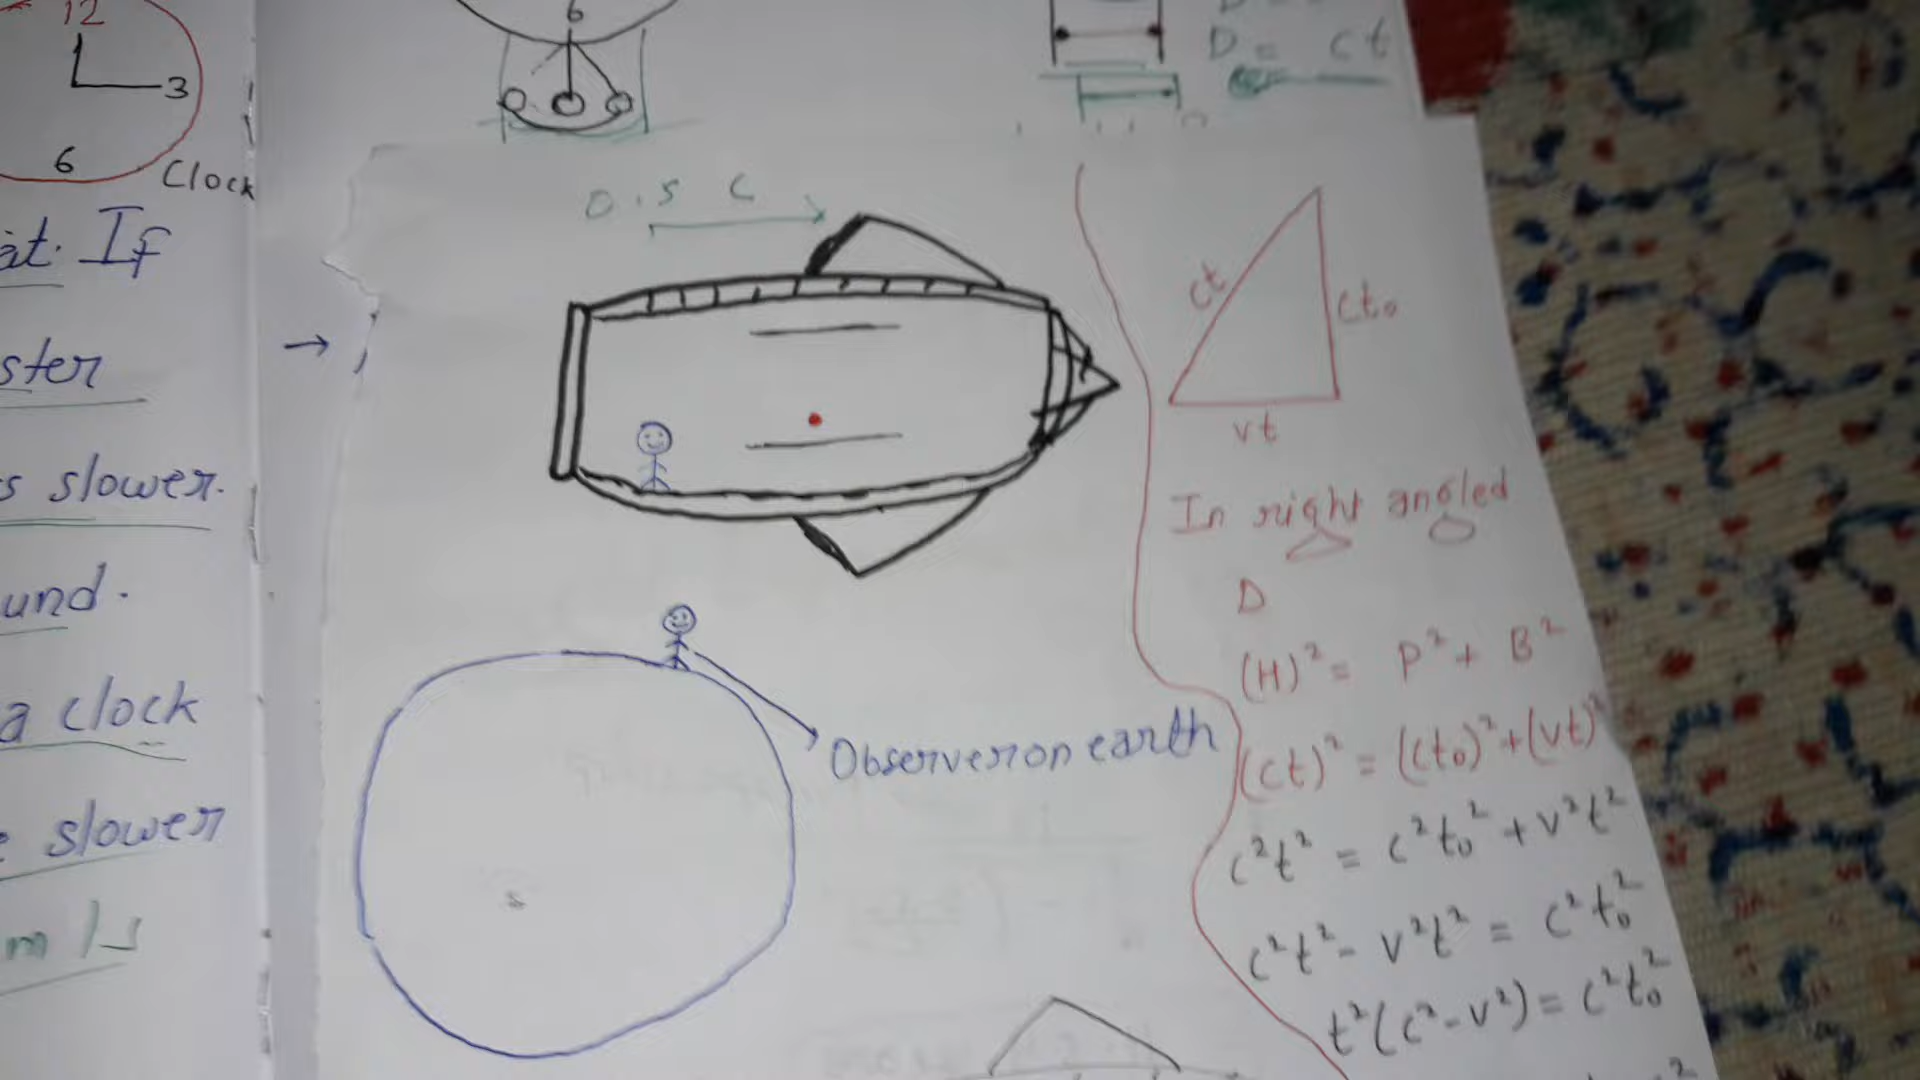 12
3
6
Clock
If
slower.
a clock
slower
6
D = ct
0.5 c
→
Observer on earth
ct
ct₀
vt
In right angled
D
(H)² = P² + B²
(ct)² = (ct₀)² + (vt)²
c²t² = c²t₀² + v²t²
c²t² - v²t² = c²t₀²
t²(c² - v²) = c²t₀²